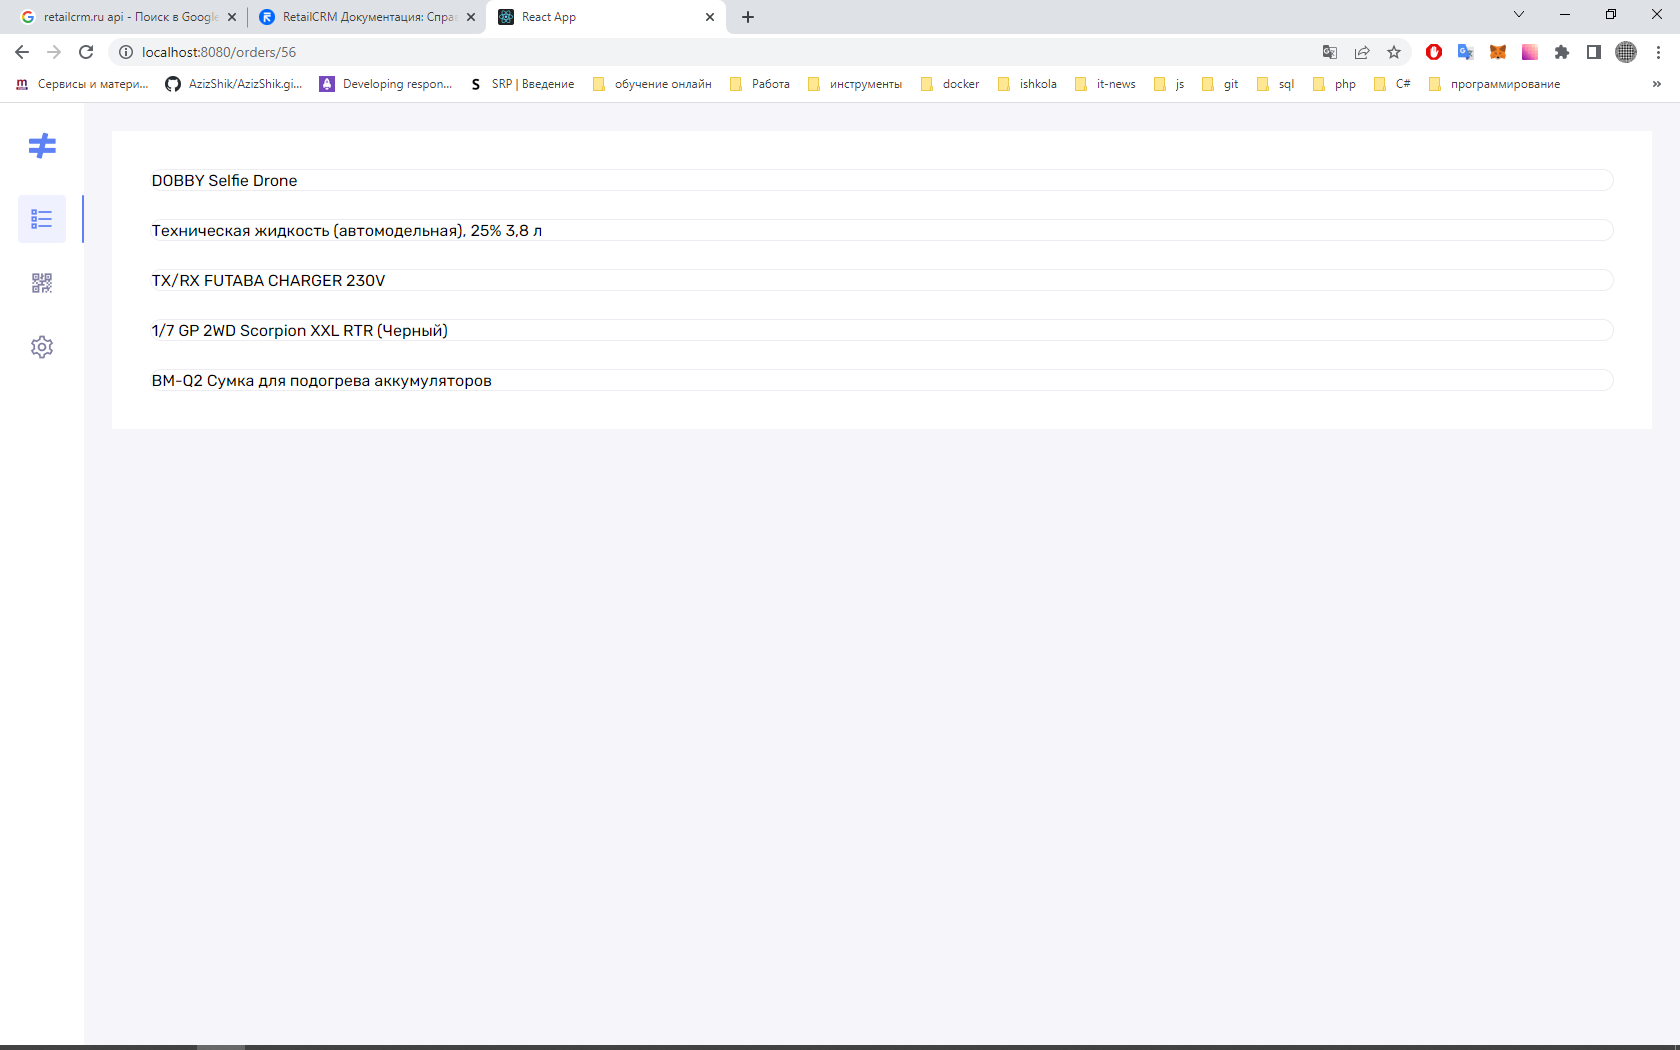 retailcrm.ru api - Поиск в Google
RetailCRM Документация: Спра
React App
localhost:8080/orders/56
Сервисы и матери...
AzizShik/AzizShik.gi...
Developing respon...
SRP | Введение
обучение онлайн
Работа
инструменты
docker
ishkola
it-news
js
git
sql
php
C#
программирование
DOBBY Selfie Drone
Техническая жидкость (автомодельная), 25% 3,8 л
TX/RX FUTABA CHARGER 230V
1/7 GP 2WD Scorpion XXL RTR (Черный)
BM-Q2 Сумка для подогрева аккумуляторов